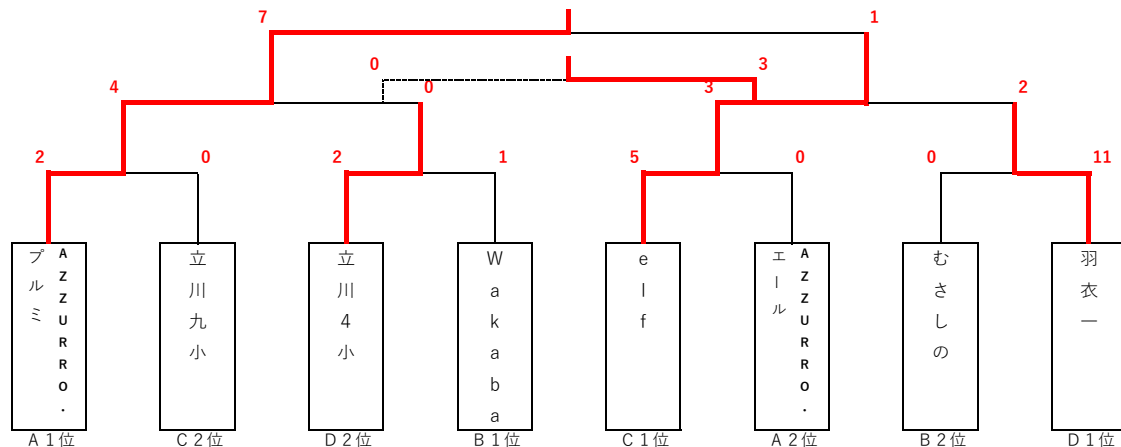 7 1
0 3
4 0 3 2
2 0 2 1 5 0 0 11
AZZURRO.
プルミ
立川九小
立川4小
Wakaba
elf
AZZURRO.
エール
むさしの
羽衣一
A1位 C2位 D2位 B1位 C1位 A2位 B2位 D1位